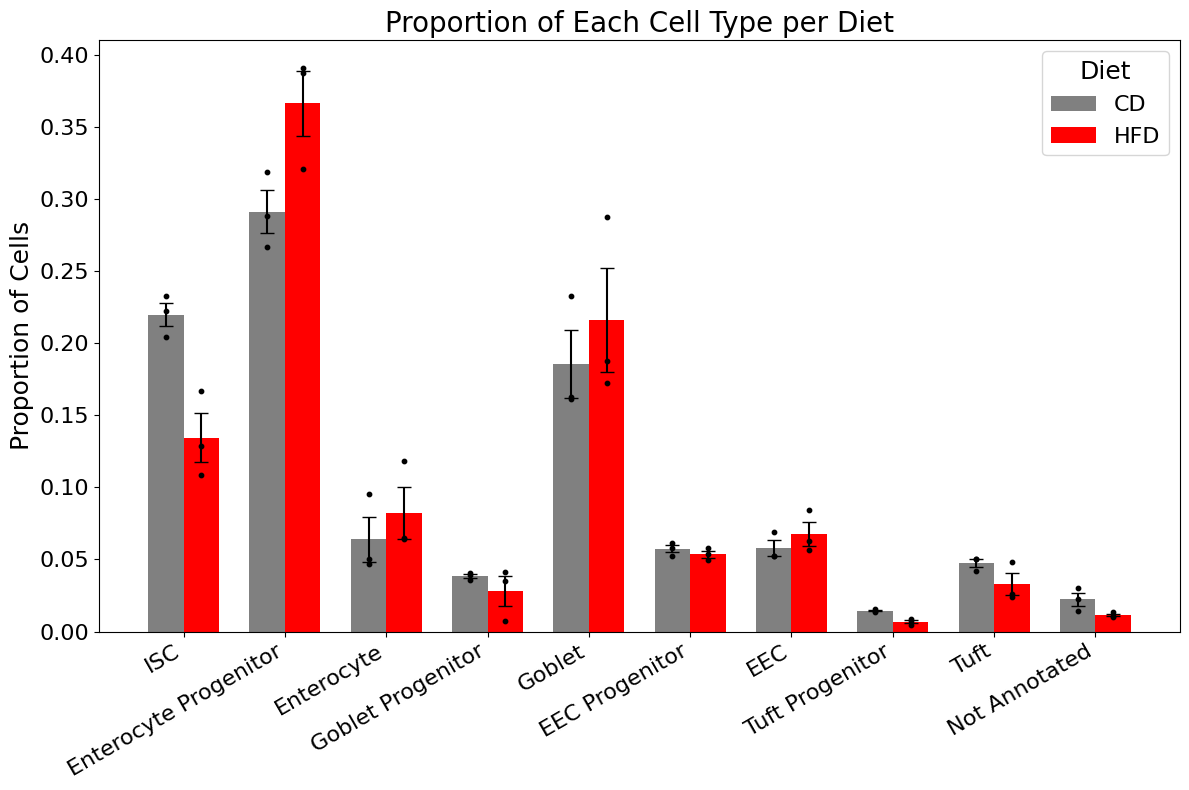 Proportion of Each Cell Type per Diet
Proportion of Cells
0.40
0.35
0.30
0.25
0.20
0.15
0.10
0.05
0.00
Diet
CD
HFD
ISC
Enterocyte Progenitor
Enterocyte
Goblet Progenitor
Goblet
EEC Progenitor
EEC
Tuft Progenitor
Tuft
Not Annotated